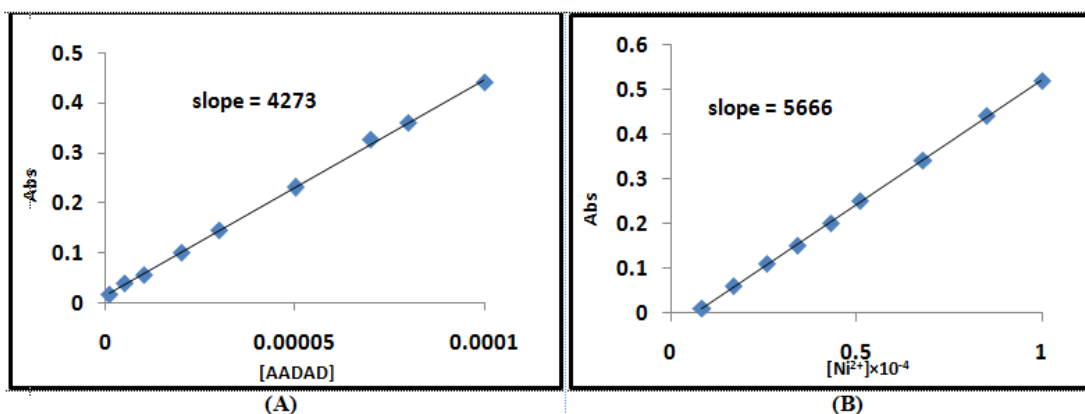 0.5
0.4
0.3
0.2
0.1
0
Abs
slope = 4273
0
0.00005
0.0001
[AADAD]
(A)
0.6
0.5
0.4
0.3
0.2
0.1
0
Abs
slope = 5666
0
0.5
1
[Ni²⁺]×10⁻⁴
(B)